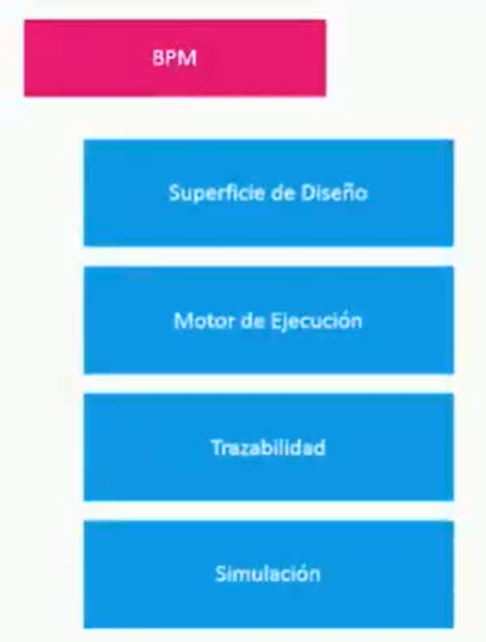 BPM
Superficie de Diseño
Motor de Ejecución
Trazabilidad
Simulación